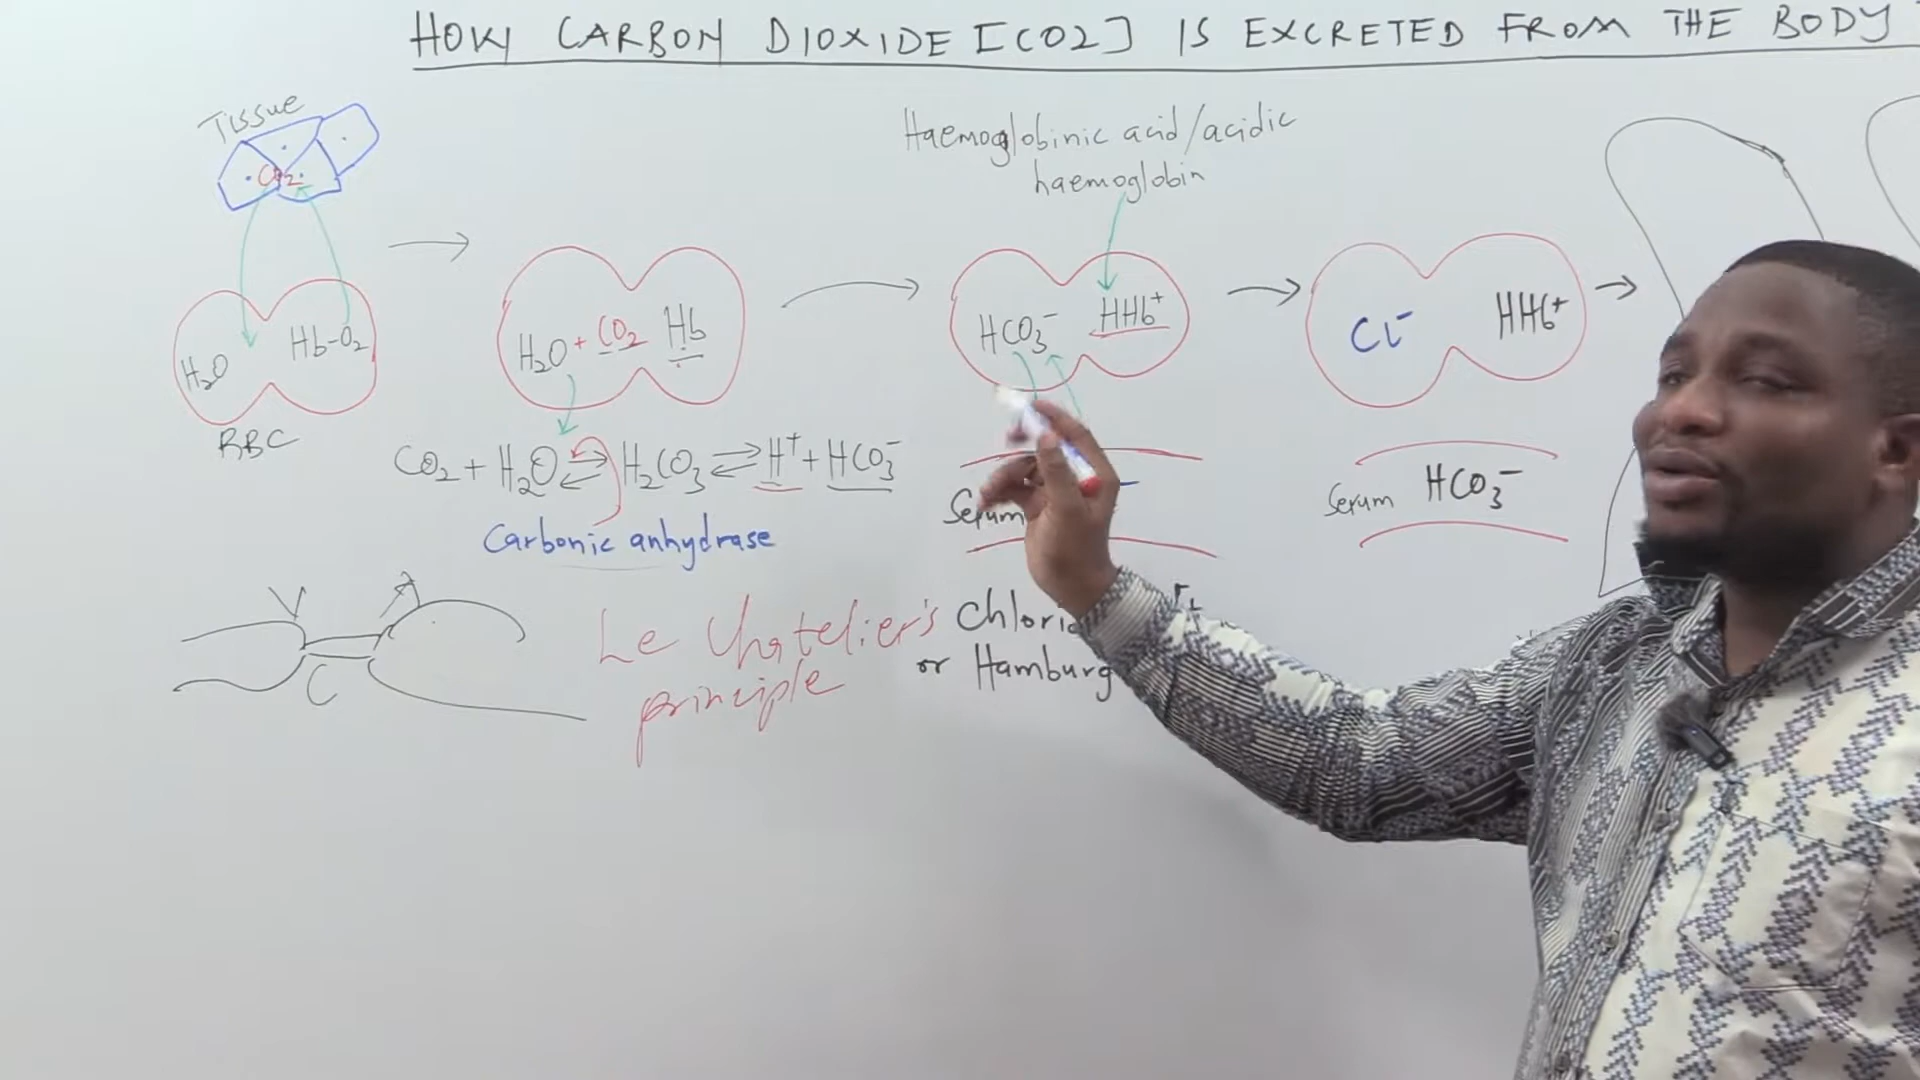 HOW CARBON DIOXIDE [CO2] IS EXCRETED FROM THE BODY
Tissue
CO2
H2O
Hb-O2
RBC
H2O + CO2 Hb
CO2 + H2O ⇌ H2CO3 ⇌ H⁺ + HCO3⁻
Carbonic anhydrase
V
A
C
Le Chatelier's
principle
Haemoglobinic acid/acidic
haemoglobin
HCO3⁻
HHb⁺
Serum
or Hamburg
Cl⁻
HHb⁺
Serum HCO3⁻